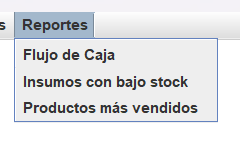 s Reportes
Flujo de Caja
Insumos con bajo stock
Productos más vendidos